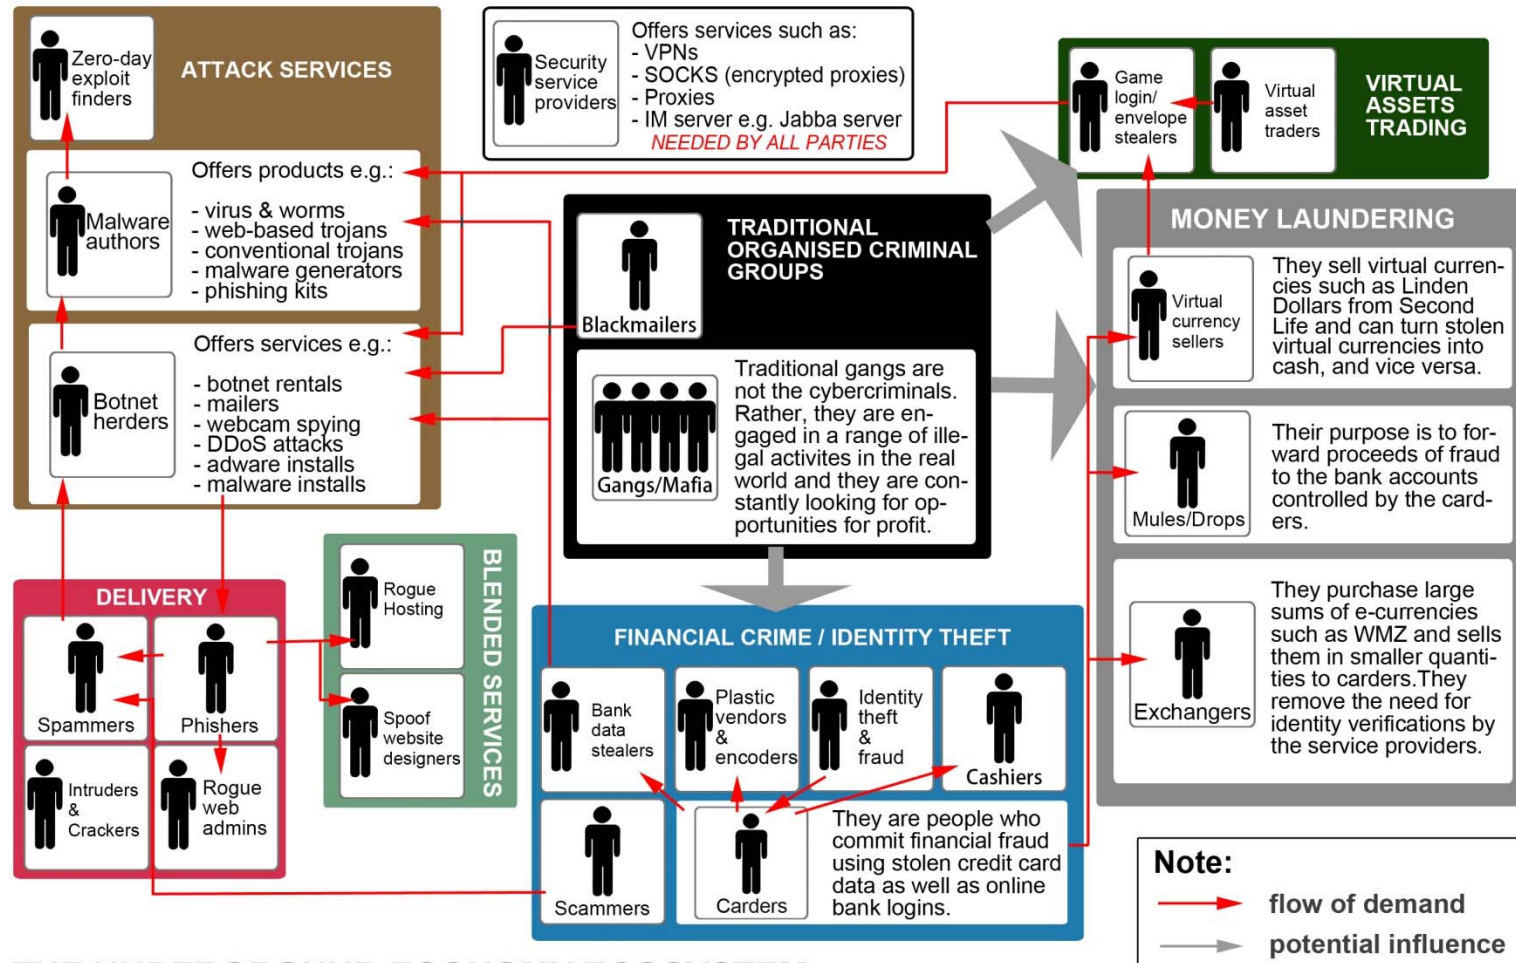 Zero-day
exploit
finders
ATTACK SERVICES
Malware
authors
Offers products e.g.:
- virus & worms
- web-based trojans
- conventional trojans
- malware generators
- phishing kits
Botnet
herders
Offers services e.g.:
- botnet rentals
- mailers
- webcam spying
- DDoS attacks
- adware installs
- malware installs
Security
service
providers
Offers services such as:
- VPNs
- SOCKS (encrypted proxies)
- Proxies
- IM server e.g. Jabba server
NEEDED BY ALL PARTIES
Game
login/
envelope
stealers
Virtual
asset
traders
VIRTUAL
ASSETS
TRADING
Blackmailers
TRADITIONAL
ORGANISED CRIMINAL
GROUPS
Gangs/Mafia
Traditional gangs are
not the cybercriminals.
Rather, they are en-
gaged in a range of ille-
gal activites in the real
world and they are con-
stantly looking for op-
portunities for profit.
MONEY LAUNDERING
Virtual
currency
sellers
They sell virtual curren-
cies such as Linden
Dollars from Second
Life and can turn stolen
virtual currencies into
cash, and vice versa.
Mules/Drops
Their purpose is to for-
ward proceeds of fraud
to the bank accounts
controlled by the card-
ers.
Exchangers
They purchase large
sums of e-currencies
such as WMZ and sells
them in smaller quanti-
ties to carders.They
remove the need for
identity verifications by
the service providers.
DELIVERY
Spammers
Phishers
Intruders
&
Crackers
Rogue
web
admins
BLENDED SERVICES
Rogue
Hosting
Spoof
website
designers
FINANCIAL CRIME / IDENTITY THEFT
Bank
data
stealers
Plastic
vendors
&
encoders
Identity
theft
&
fraud
Cashiers
Scammers
Carders
They are people who
commit financial fraud
using stolen credit card
data as well as online
bank logins.
Note:
flow of demand
potential influence